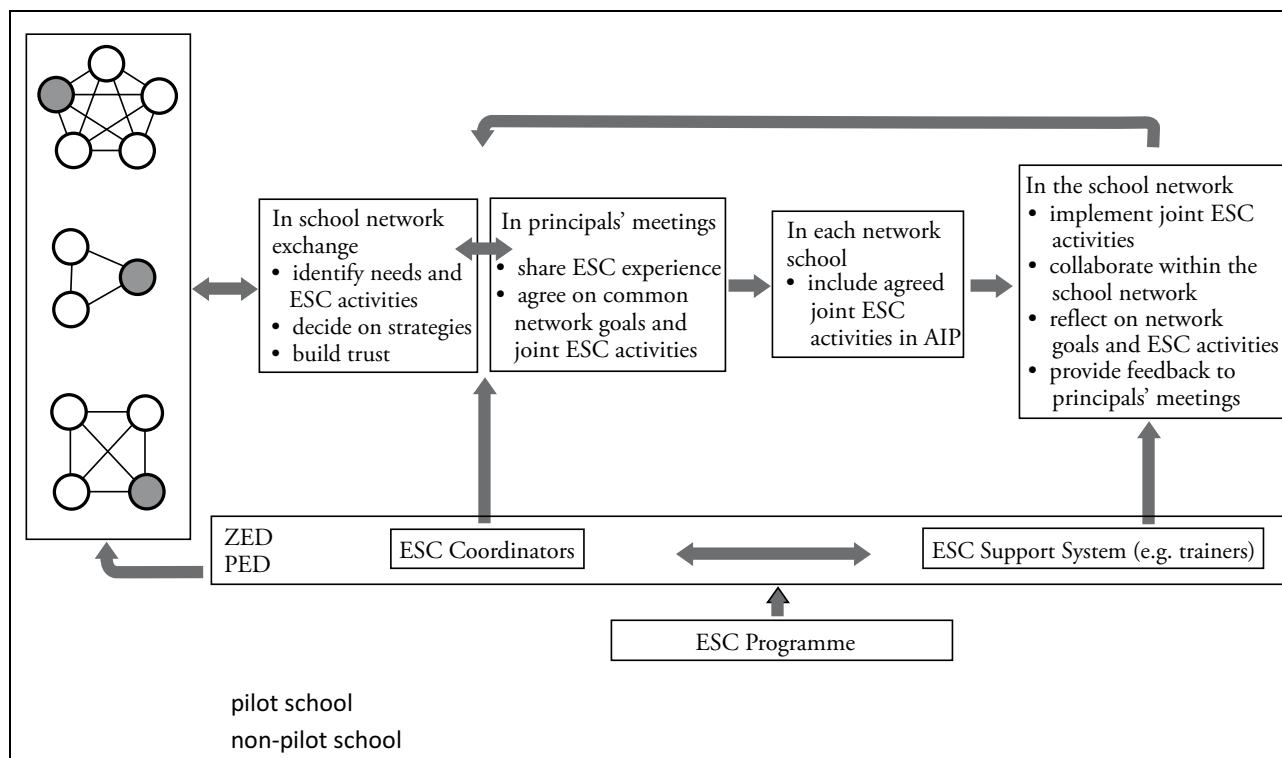 In school network
exchange
• identify needs and
ESC activities
• decide on strategies
• build trust
In principals’ meetings
• share ESC experience
• agree on common
network goals and
joint ESC activities
In each network
school
• include agreed
joint ESC
activities in AIP
In the school network
• implement joint ESC
activities
• collaborate within the
school network
• reflect on network
goals and ESC activities
• provide feedback to
principals’ meetings
ZED
PED
ESC Coordinators
ESC Support System (e.g. trainers)
ESC Programme
pilot school
non-pilot school